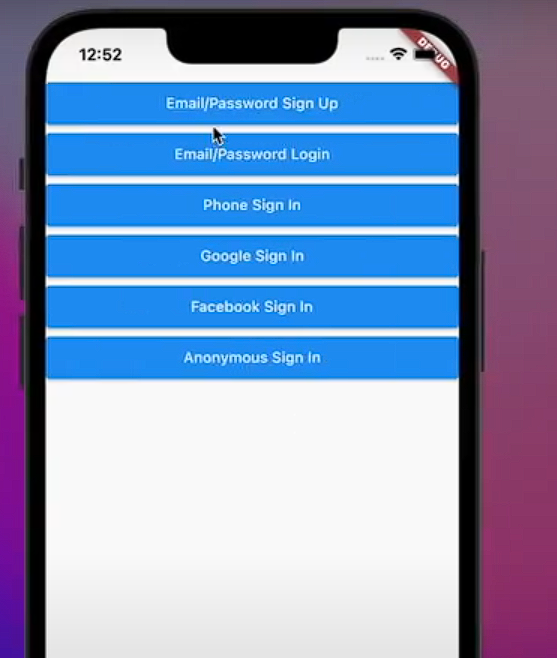 12:52
DEBUG
Email/Password Sign Up
Email/Password Login
Phone Sign In
Google Sign In
Facebook Sign In
Anonymous Sign In